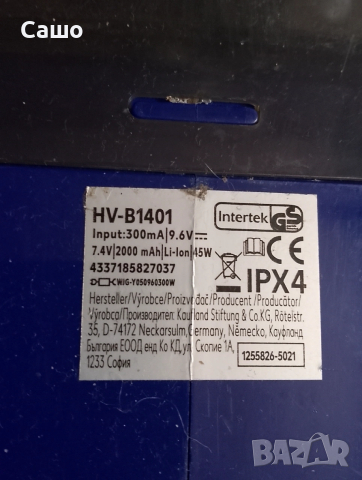 Сашо
HV-B1401
Intertek GS
Input:300mA|9.6V
7.4V|2000 mAh|Li-Ion|45W
4337185827037
WJG-Y050960300W
CE
IPX4
Hersteller/Výrobce/Proizvođač/Producent/Producător/
Výrobca/Производител: Kaufland Stiftung & Co.KG, Rötelstr.
35, D-74172 Neckarsulm,Germany, Německo, Кауфланд
България ЕООД енд Ко КД,ул. Скопие 1А,
1233 София
1255826-5021
BAZAR